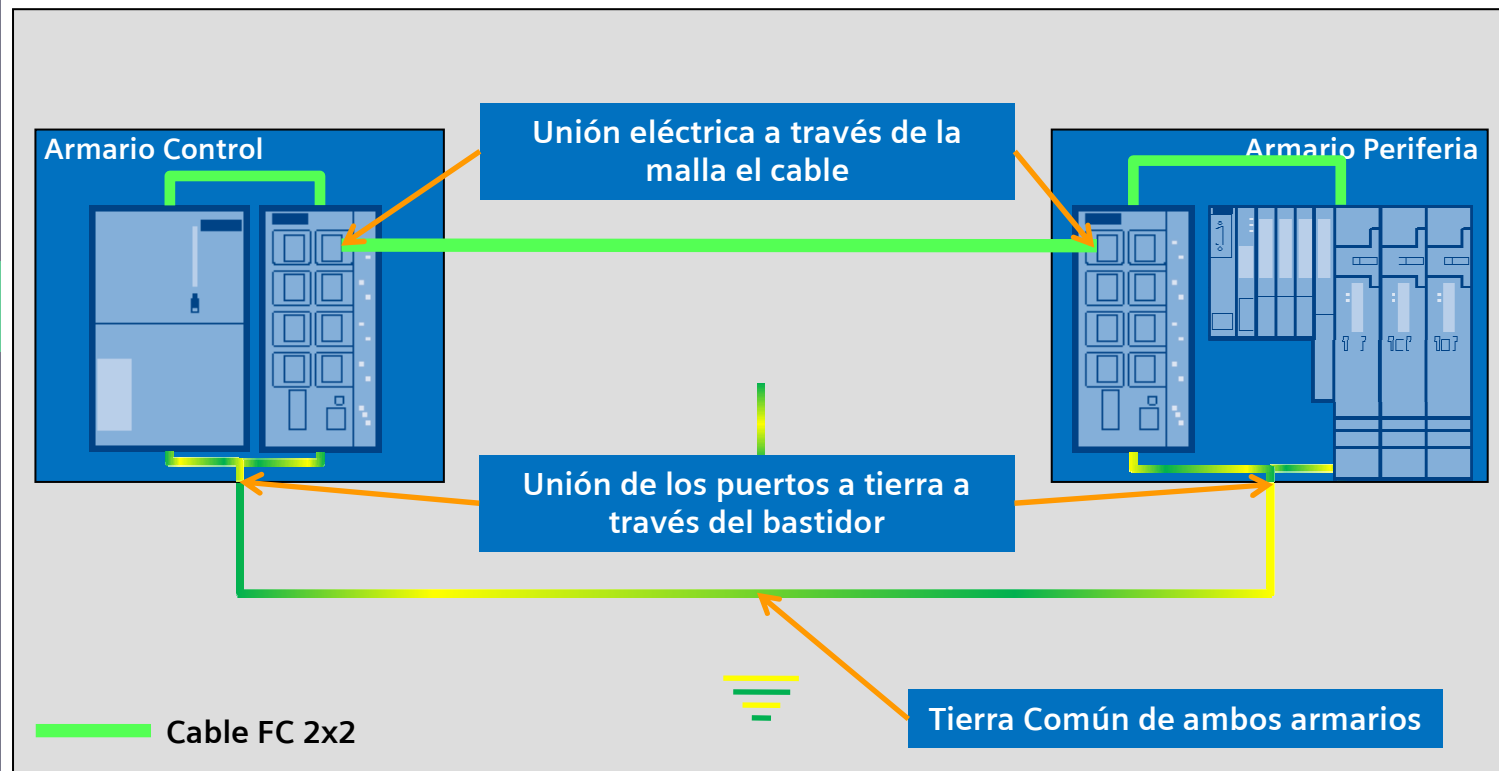 Unión eléctrica a través de la
malla el cable
Armario Control
Armario Periferia
Unión de los puertos a tierra a
través del bastidor
Tierra Común de ambos armarios
Cable FC 2x2